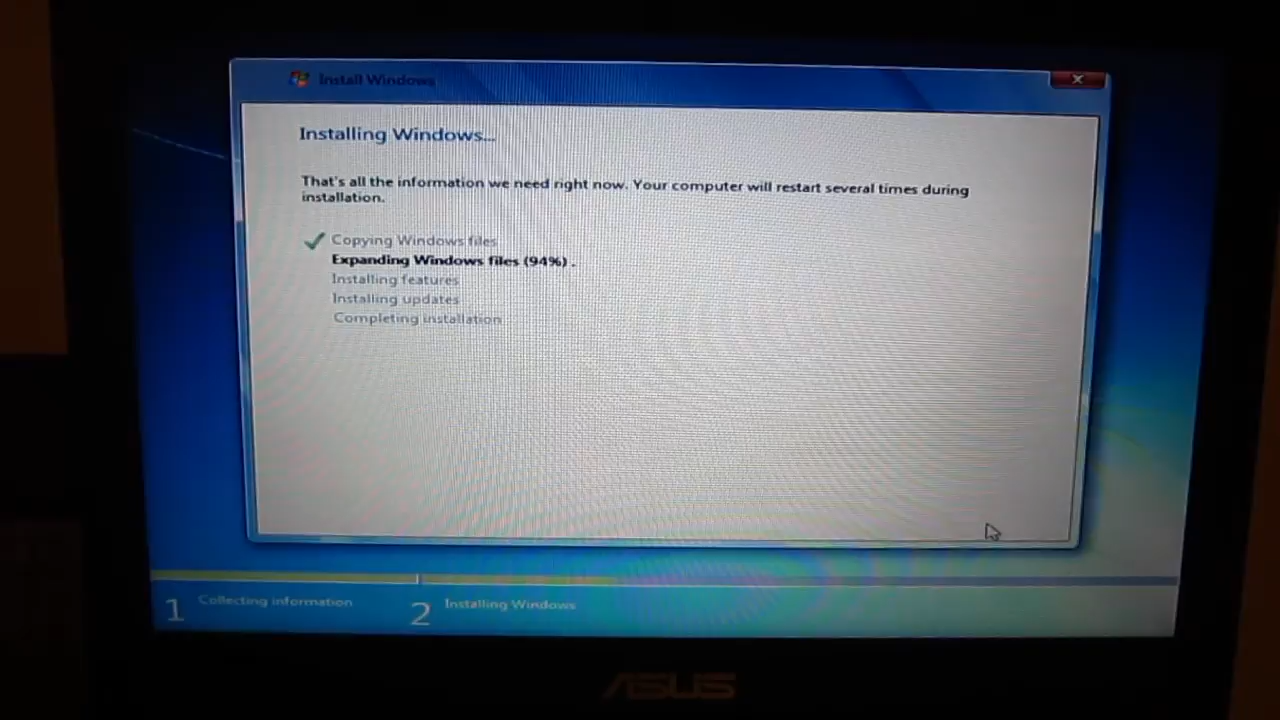 Install Windows
Installing Windows...
That's all the information we need right now. Your computer will restart several times during
installation.
Copying Windows files
Expanding Windows files (94%) .
Installing features
Installing updates
Completing installation
1 Collecting information
2 Installing Windows
ASUS